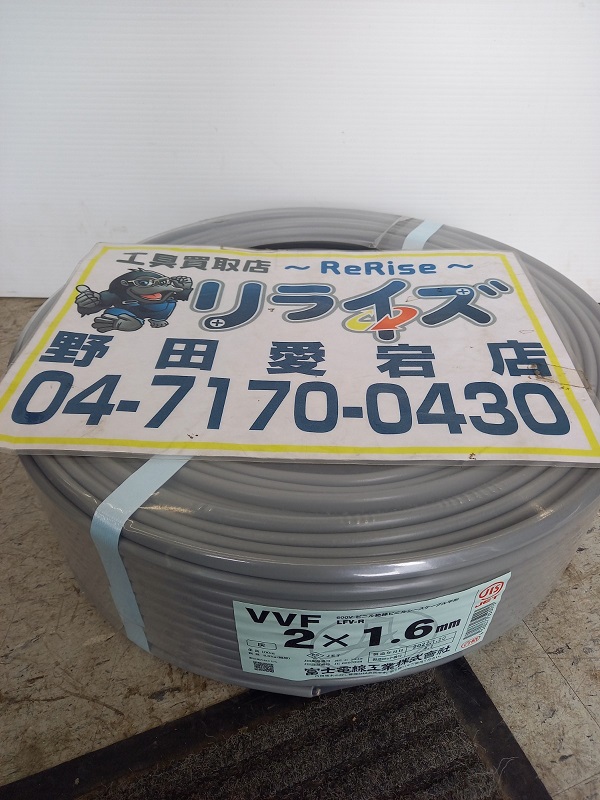 工具買取店 ～ReRise～
リライズ
野田愛宕店
04-7170-0430
JIS
JET
600V ビニル絶縁ビニルシースケーブル平形
VVF LFV-R
2×1.6mm
富士電線工業株式会社